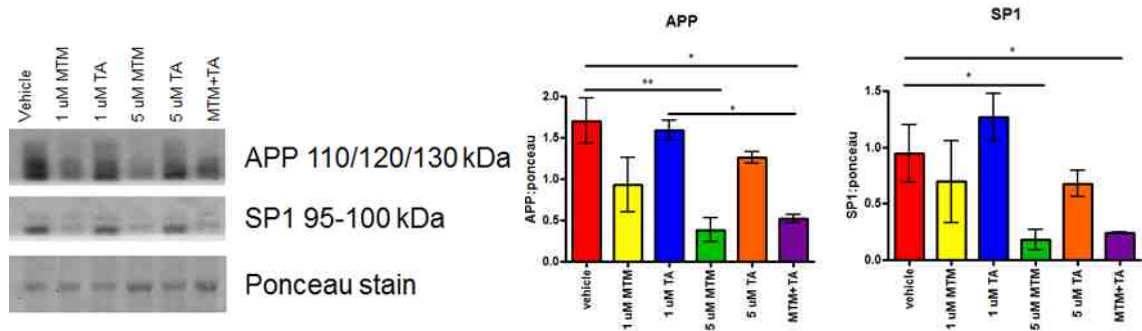 Vehicle
1 uM MTM
1 uM TA
5 uM MTM
5 uM TA
MTM+TA
APP 110/120/130 kDa
SP1 95-100 kDa
Ponceau stain
APP
*
**
*
2.0
1.5
1.0
0.5
0.0
APP:ponceau
vehicle
1 uM MTM
1 uM TA
5 uM MTM
5 uM TA
MTM+TA
SP1
*
*
1.5
1.0
0.5
0.0
SP1:ponceau
vehicle
1 uM MTM
1 uM TA
5 uM MTM
5 uM TA
MTM+TA